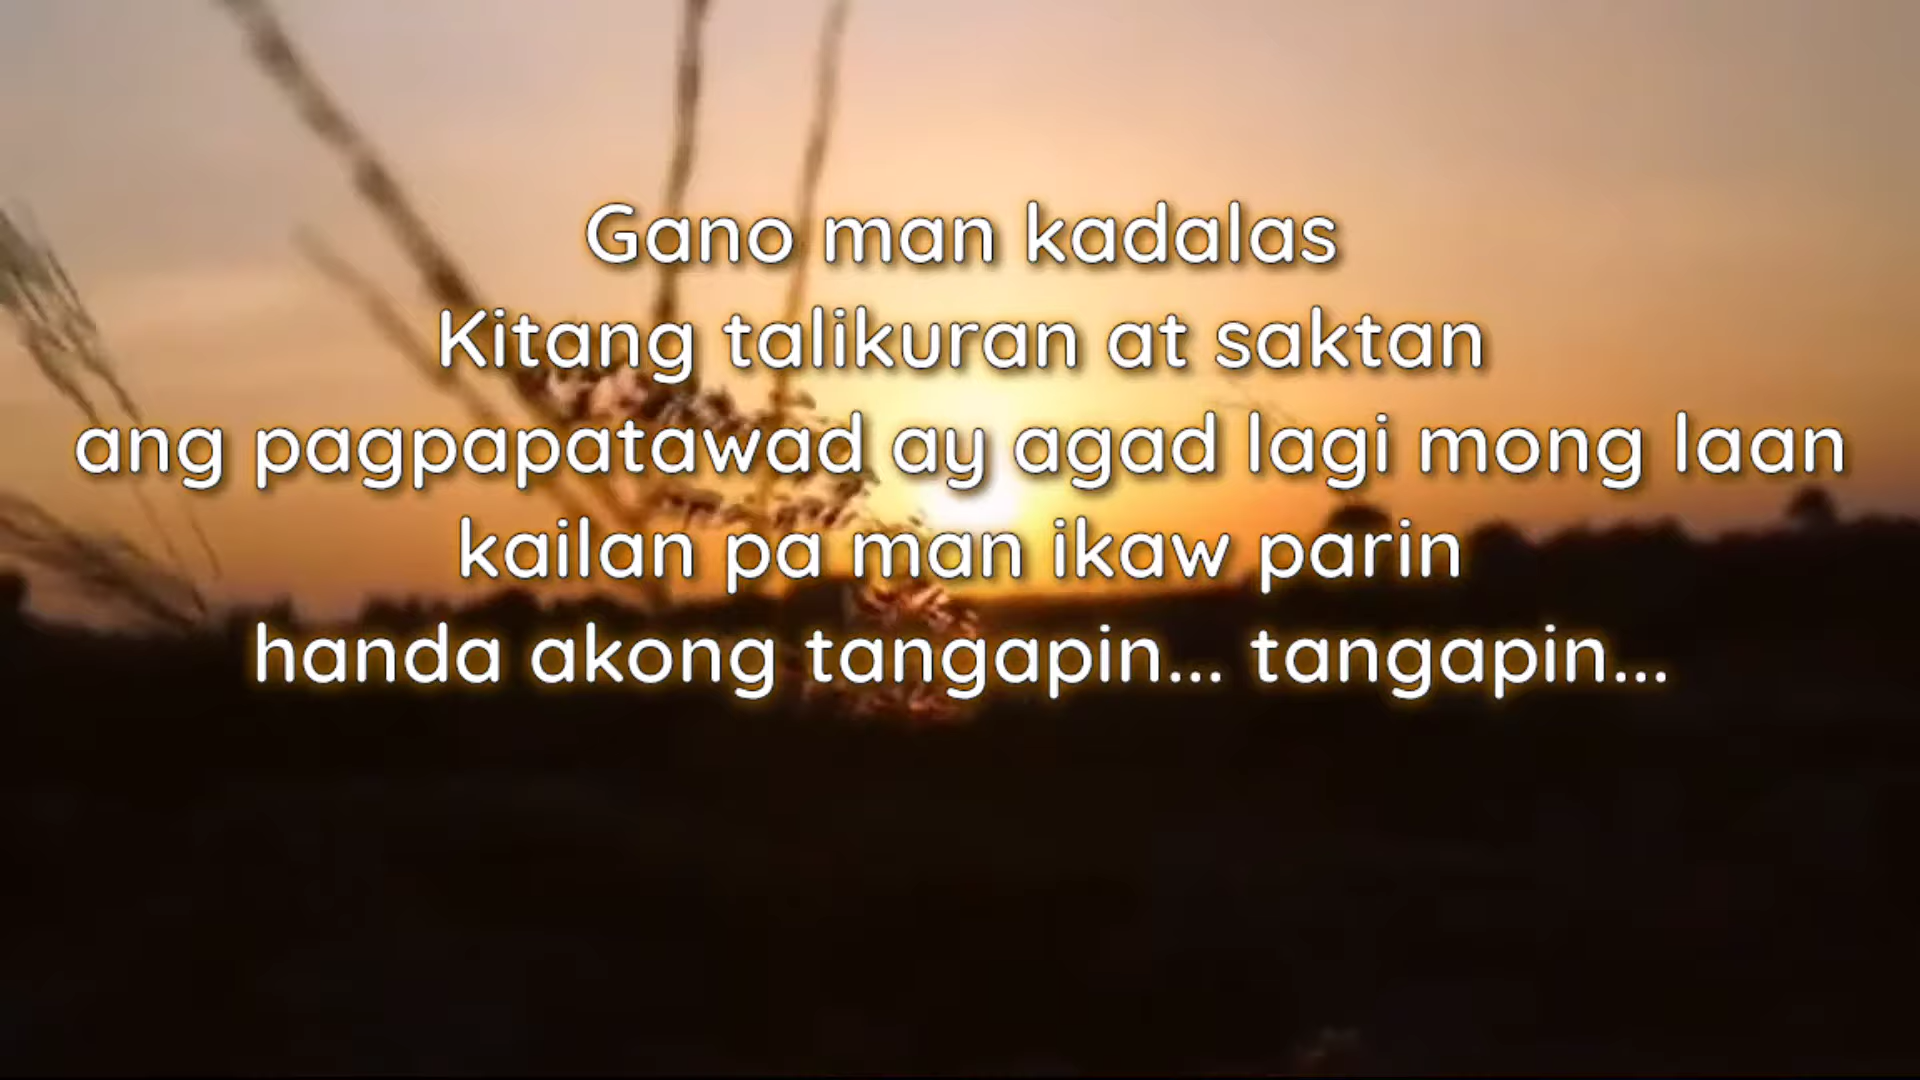 Gano man kadalas
Kitang talikuran at saktan
ang pagpapatawad ay agad lagi mong laan
kailan pa man ikaw parin
handa akong tangapin... tangapin...